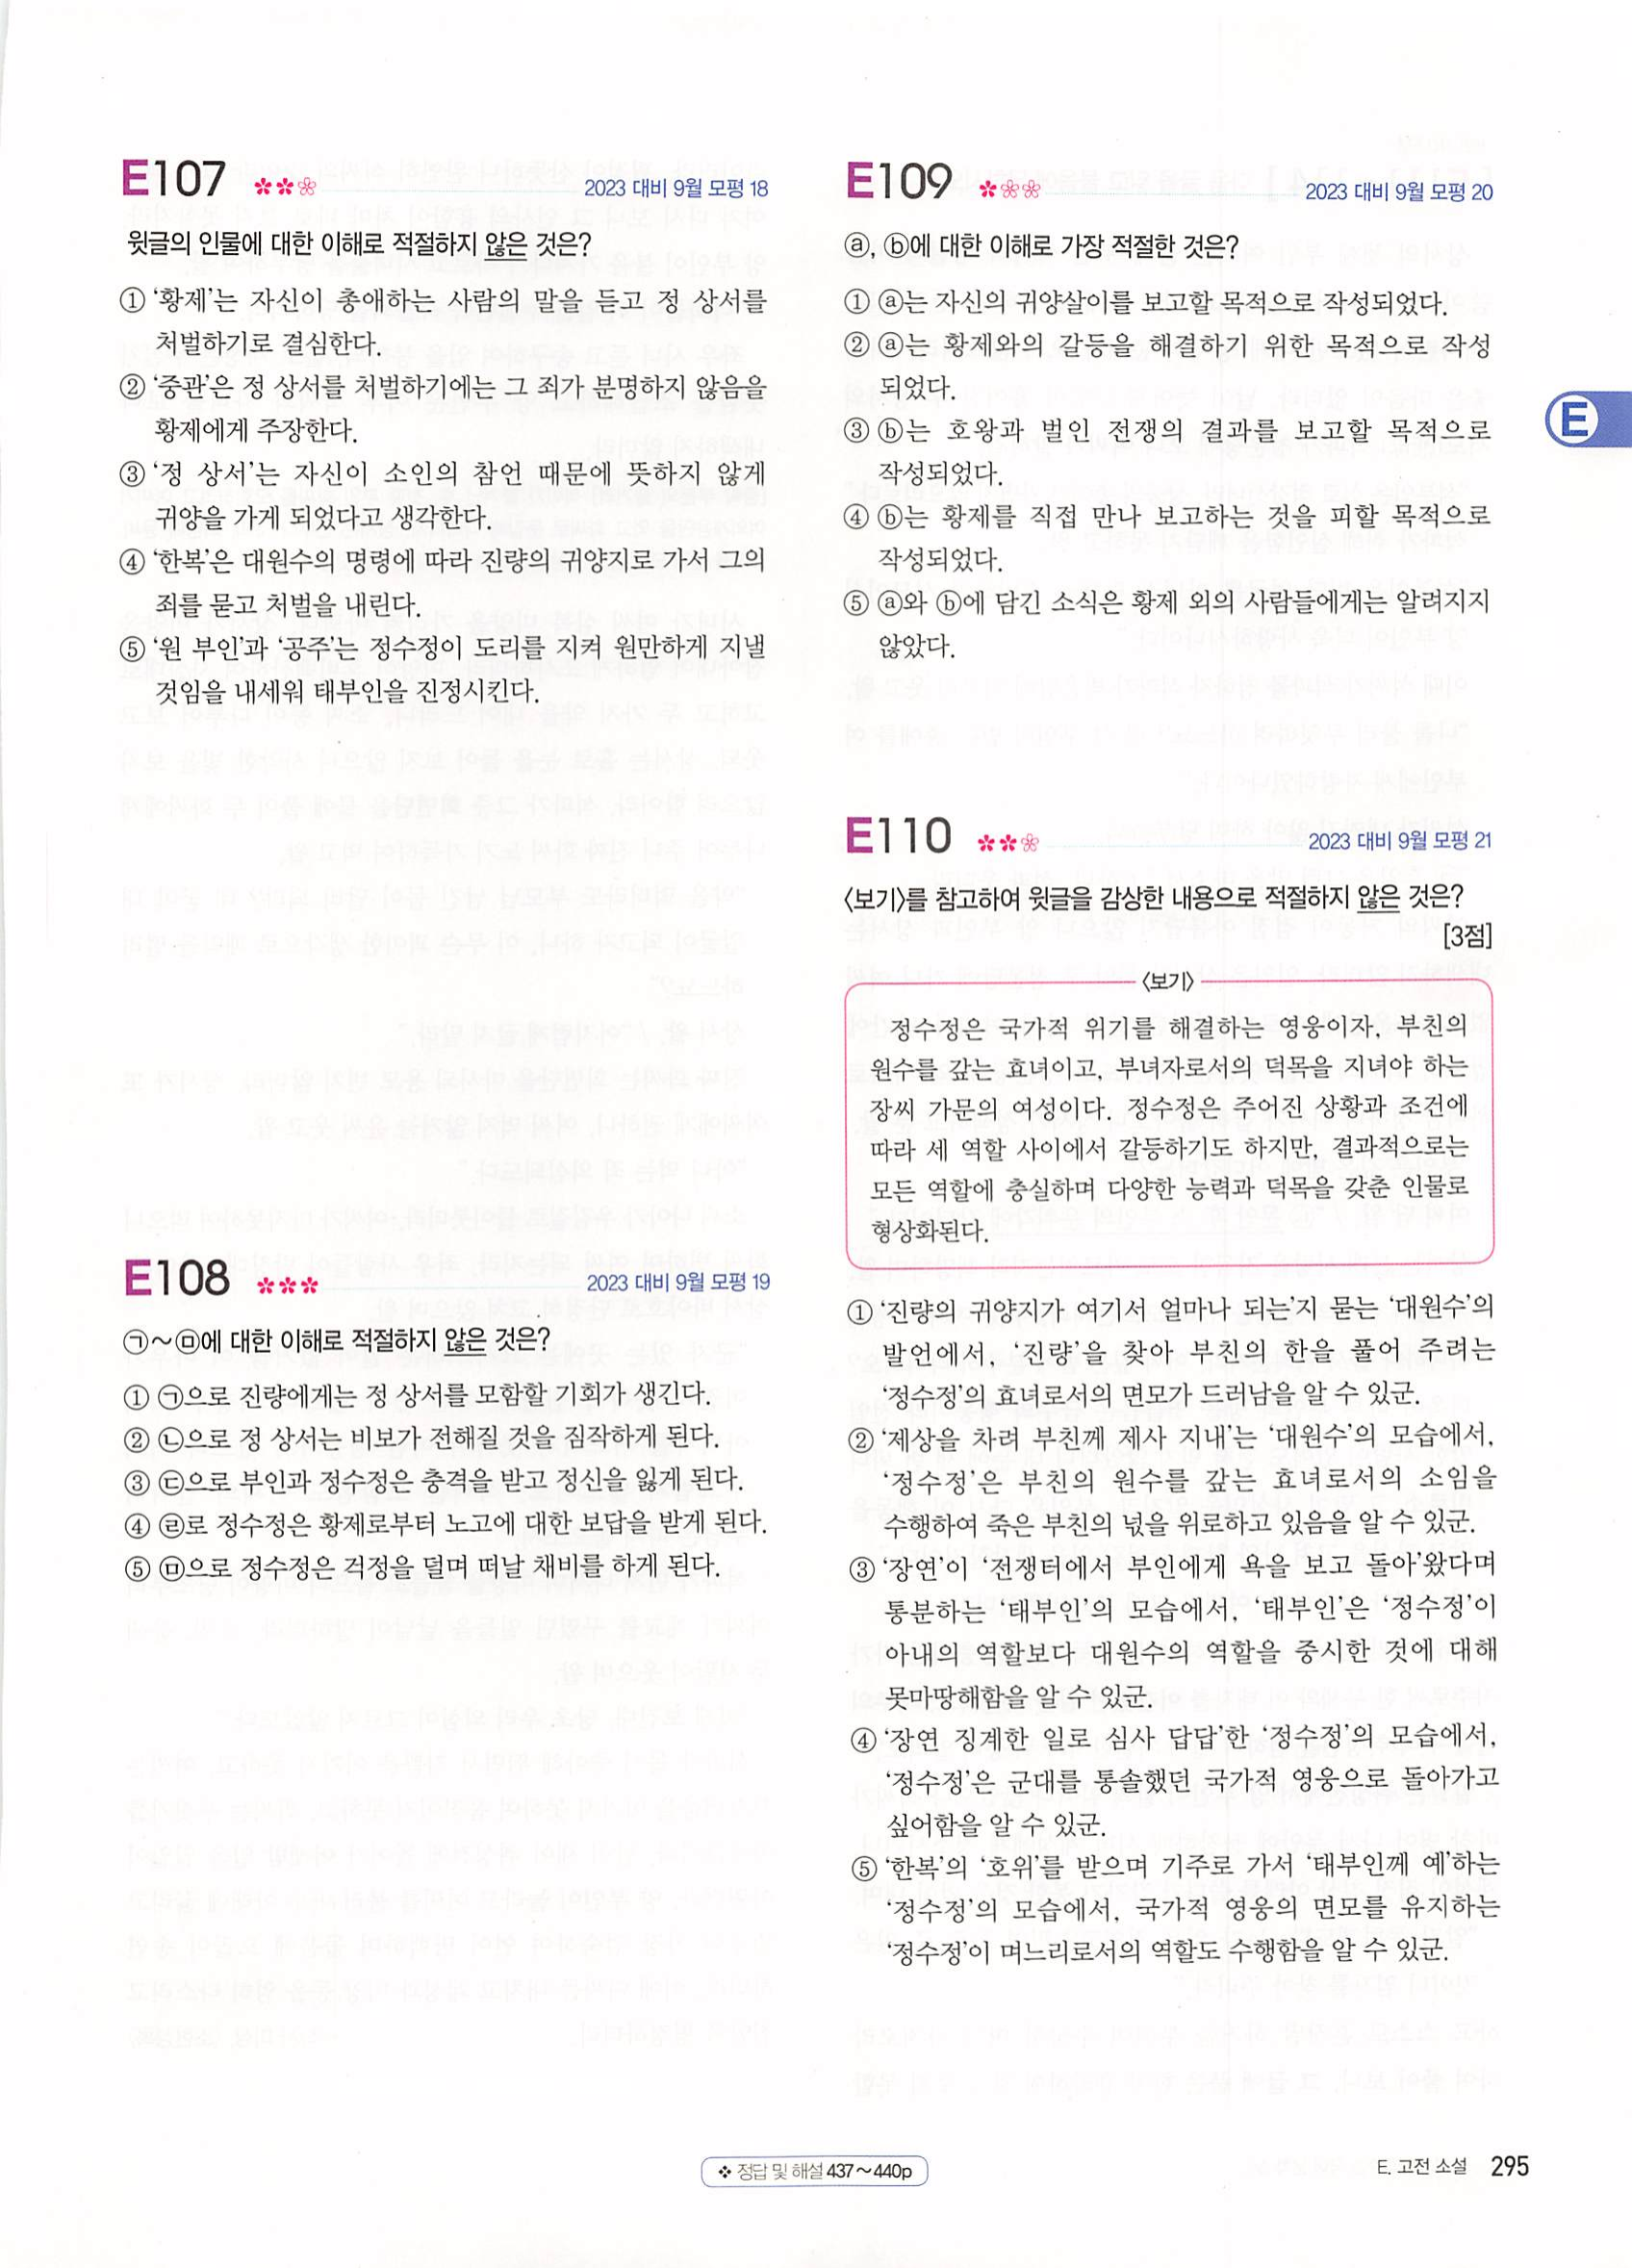 E107 ✽✽❀ 2023 대비 9월 모평 18
윗글의 인물에 대한 이해로 적절하지 않은 것은?
① ‘황제’는 자신이 총애하는 사람의 말을 듣고 정 상서를
처벌하기로 결심한다.
② ‘중관’은 정 상서를 처벌하기에는 그 죄가 분명하지 않음을
황제에게 주장한다.
③ ‘정 상서’는 자신이 소인의 참언 때문에 뜻하지 않게
귀양을 가게 되었다고 생각한다.
④ ‘한복’은 대원수의 명령에 따라 진량의 귀양지로 가서 그의
죄를 묻고 처벌을 내린다.
⑤ ‘원 부인’과 ‘공주’는 정수정이 도리를 지켜 원만하게 지낼
것임을 내세워 태부인을 진정시킨다.
E108 ✽✽✽ 2023 대비 9월 모평 19
㉠~㉤에 대한 이해로 적절하지 않은 것은?
① ㉠으로 진량에게는 정 상서를 모함할 기회가 생긴다.
② ㉡으로 정 상서는 비보가 전해질 것을 짐작하게 된다.
③ ㉢으로 부인과 정수정은 충격을 받고 정신을 잃게 된다.
④ ㉣로 정수정은 황제로부터 노고에 대한 보답을 받게 된다.
⑤ ㉤으로 정수정은 걱정을 덜며 떠날 채비를 하게 된다.
E109 ✽❀❀ 2023 대비 9월 모평 20
ⓐ, ⓑ에 대한 이해로 가장 적절한 것은?
① ⓐ는 자신의 귀양살이를 보고할 목적으로 작성되었다.
② ⓐ는 황제와의 갈등을 해결하기 위한 목적으로 작성
되었다.
③ ⓑ는 호왕과 벌인 전쟁의 결과를 보고할 목적으로
작성되었다.
④ ⓑ는 황제를 직접 만나 보고하는 것을 피할 목적으로
작성되었다.
⑤ ⓐ와 ⓑ에 담긴 소식은 황제 외의 사람들에게는 알려지지
않았다.
E
E110 ✽✽❀ 2023 대비 9월 모평 21
〈보기〉를 참고하여 윗글을 감상한 내용으로 적절하지 않은 것은?
[3점]
〈보기〉
정수정은 국가적 위기를 해결하는 영웅이자, 부친의
원수를 갚는 효녀이고, 부녀자로서의 덕목을 지녀야 하는
장씨 가문의 여성이다. 정수정은 주어진 상황과 조건에
따라 세 역할 사이에서 갈등하기도 하지만, 결과적으로는
모든 역할에 충실하며 다양한 능력과 덕목을 갖춘 인물로
형상화된다.
① ‘진량의 귀양지가 여기서 얼마나 되는’지 묻는 ‘대원수’의
발언에서, ‘진량’을 찾아 부친의 한을 풀어 주려는
‘정수정’의 효녀로서의 면모가 드러남을 알 수 있군.
② ‘제상을 차려 부친께 제사 지내’는 ‘대원수’의 모습에서,
‘정수정’은 부친의 원수를 갚는 효녀로서의 소임을
수행하여 죽은 부친의 넋을 위로하고 있음을 알 수 있군.
③ ‘장연’이 ‘전쟁터에서 부인에게 욕을 보고 돌아’왔다며
통분하는 ‘태부인’의 모습에서, ‘태부인’은 ‘정수정’이
아내의 역할보다 대원수의 역할을 중시한 것에 대해
못마땅해함을 알 수 있군.
④ ‘장연 징계한 일로 심사 답답’한 ‘정수정’의 모습에서,
‘정수정’은 군대를 통솔했던 국가적 영웅으로 돌아가고
싶어함을 알 수 있군.
⑤ ‘한복’의 ‘호위’를 받으며 기주로 가서 ‘태부인께 예’하는
‘정수정’의 모습에서, 국가적 영웅의 면모를 유지하는
‘정수정’이 며느리로서의 역할도 수행함을 알 수 있군.
❖ 정답 및 해설 437~440p
E. 고전 소설 295